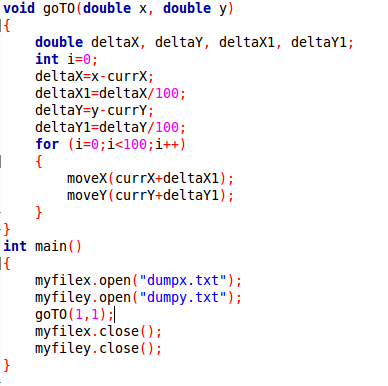 void goTO(double x, double y)
{
    double deltaX, deltaY, deltaX1, deltaY1;
    int i=0;
    deltaX=x-currX;
    deltaX1=deltaX/100;
    deltaY=y-currY;
    deltaY1=deltaY/100;
    for (i=0;i<100;i++)
    {
        moveX(currX+deltaX1);
        moveY(currY+deltaY1);
    }
}
int main()
{
    myfilex.open("dumpx.txt");
    myfiley.open("dumpy.txt");
    goTO(1,1);
    myfilex.close();
    myfiley.close();
}